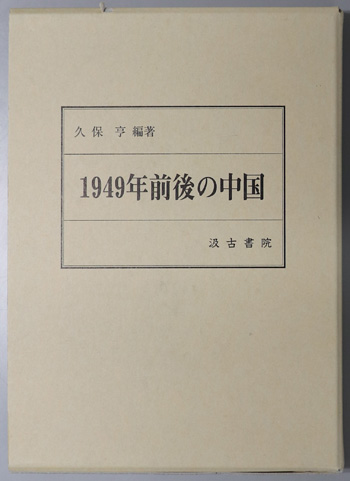 久保 亨 編著
1949年前後の中国
汲古書院